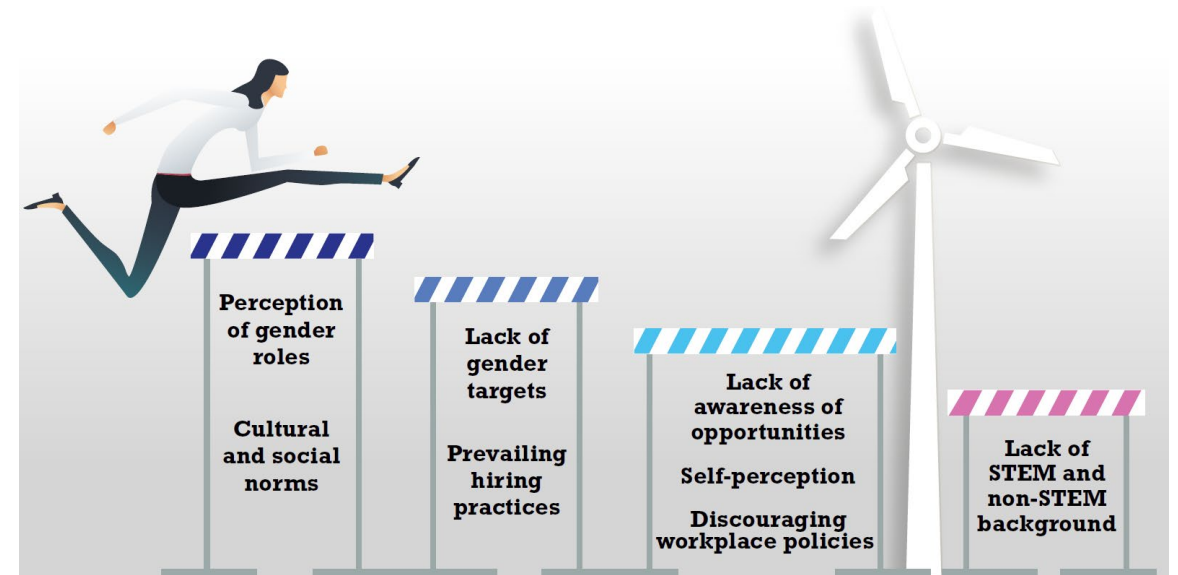 Perception
of gender
roles
Cultural
and social
norms
Lack of
gender
targets
Prevailing
hiring
practices
Lack of
awareness of
opportunities
Self-perception
Discouraging
workplace policies
Lack of
STEM and
non-STEM
background